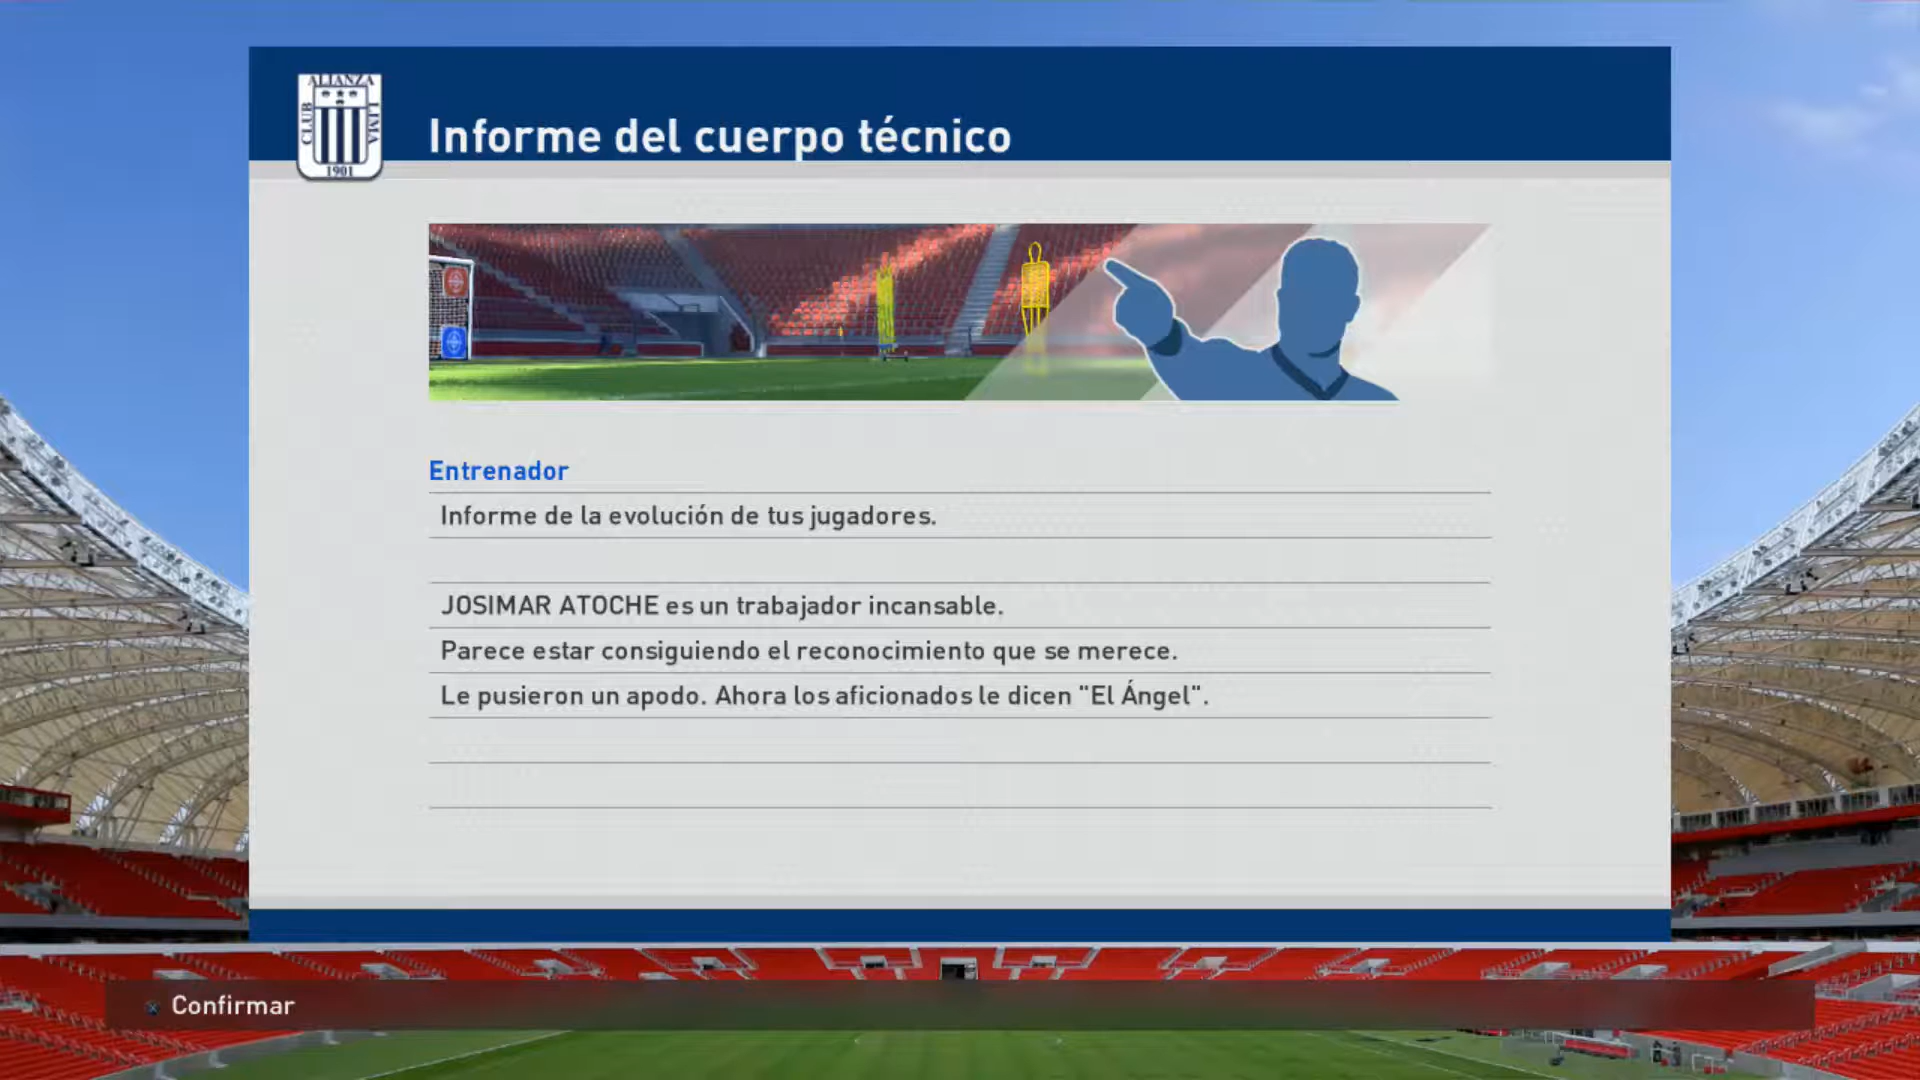 ALIANZA
CLUB
LIMA
1901
Informe del cuerpo técnico
Entrenador
Informe de la evolución de tus jugadores.
JOSIMAR ATOCHE es un trabajador incansable.
Parece estar consiguiendo el reconocimiento que se merece.
Le pusieron un apodo. Ahora los aficionados le dicen "El Ángel".
Confirmar